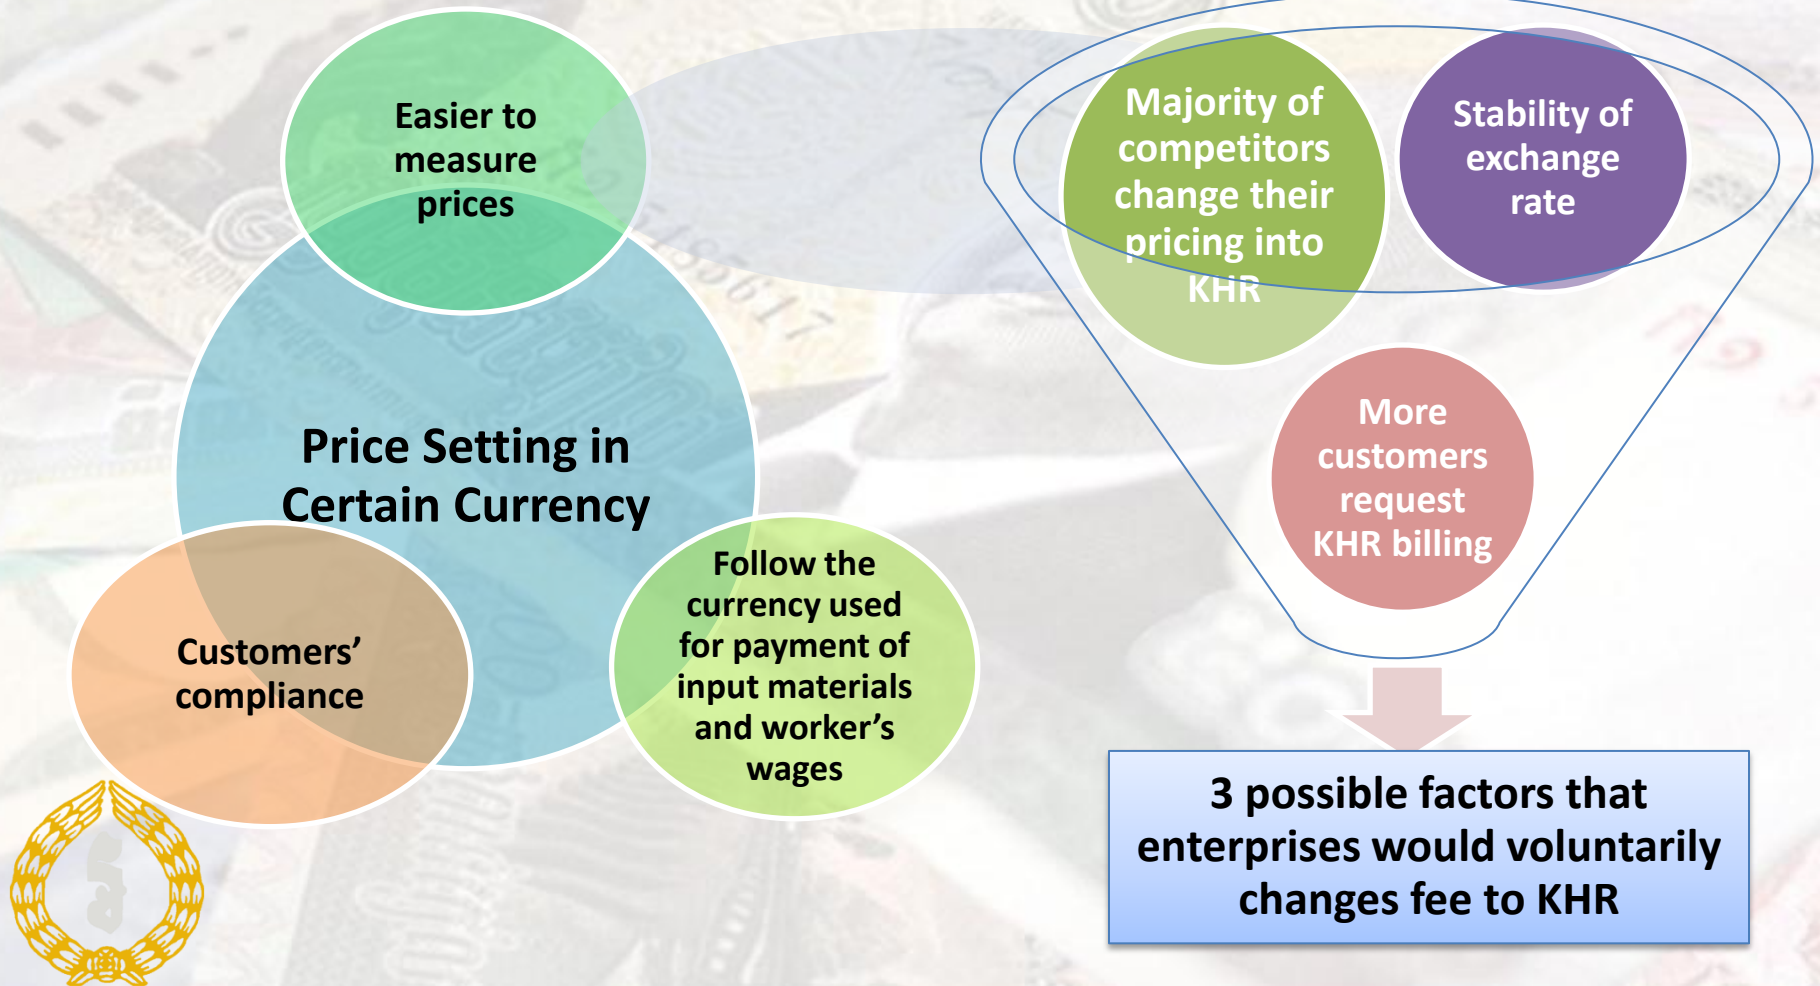 Easier to
measure
prices
Price Setting in
Certain Currency
Customers’
compliance
Follow the
currency used
for payment of
input materials
and worker’s
wages
Majority of
competitors
change their
pricing into
KHR
Stability of
exchange
rate
More
customers
request
KHR billing
3 possible factors that
enterprises would voluntarily
changes fee to KHR